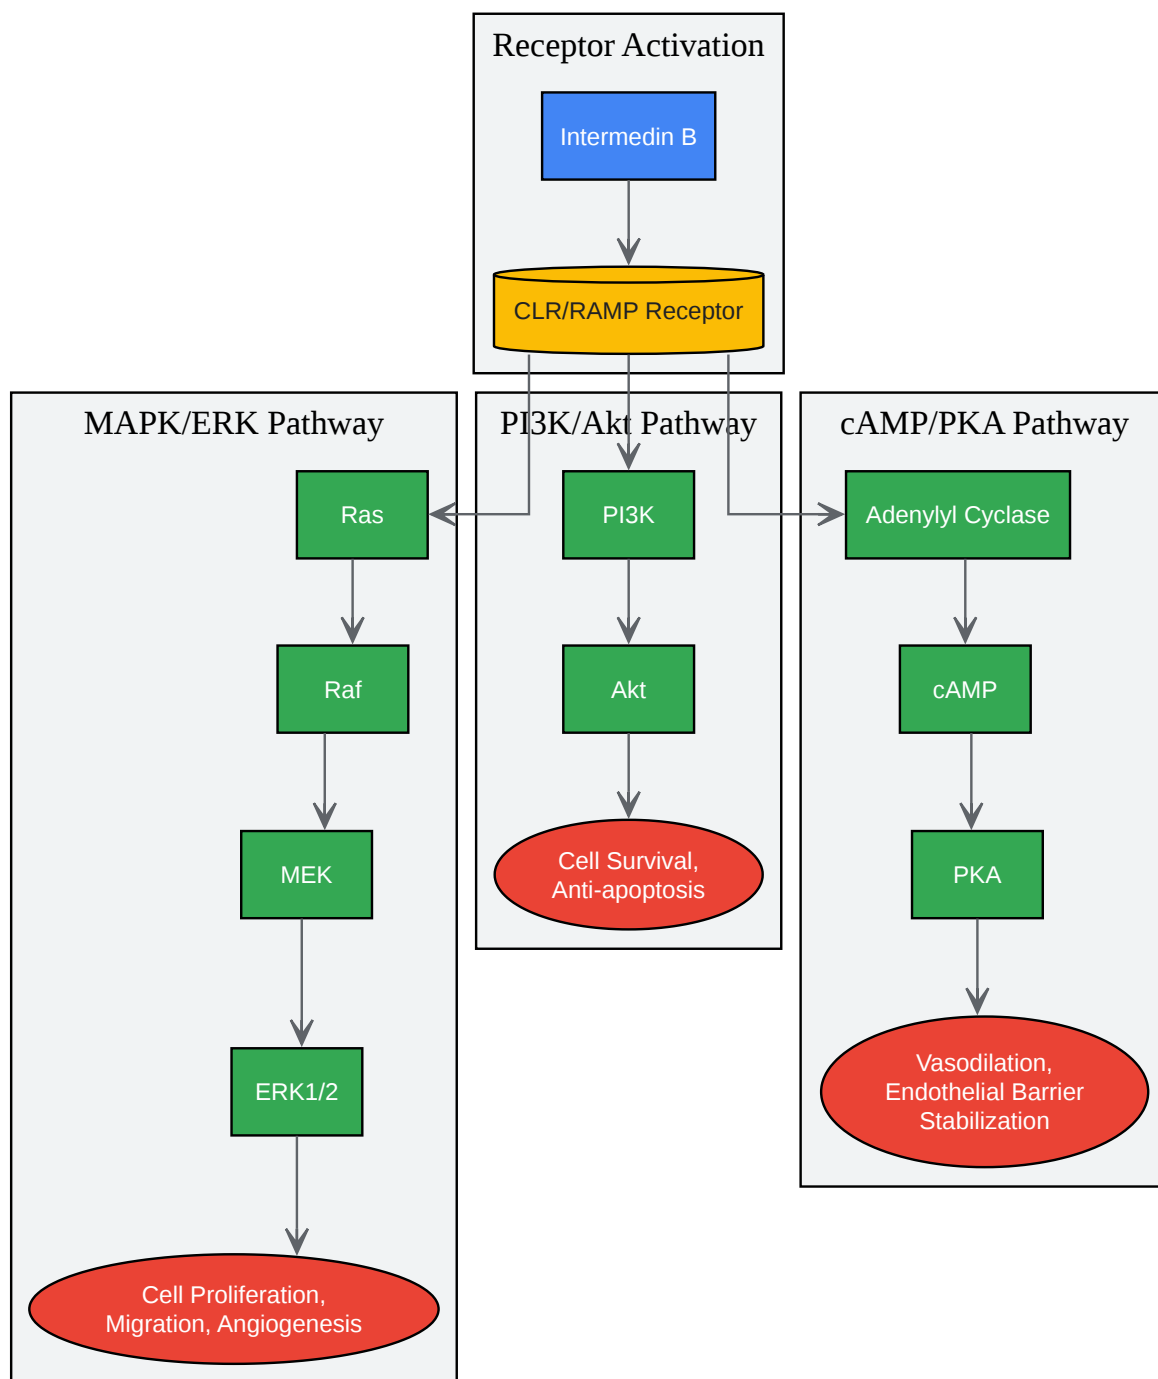 Receptor Activation
Intermedin B
CLR/RAMP Receptor
MAPK/ERK Pathway
Ras
Raf
MEK
ERK1/2
Cell Proliferation,
Migration, Angiogenesis
PI3K/Akt Pathway
PI3K
Akt
Cell Survival,
Anti-apoptosis
cAMP/PKA Pathway
Adenylyl Cyclase
cAMP
PKA
Vasodilation,
Endothelial Barrier
Stabilization